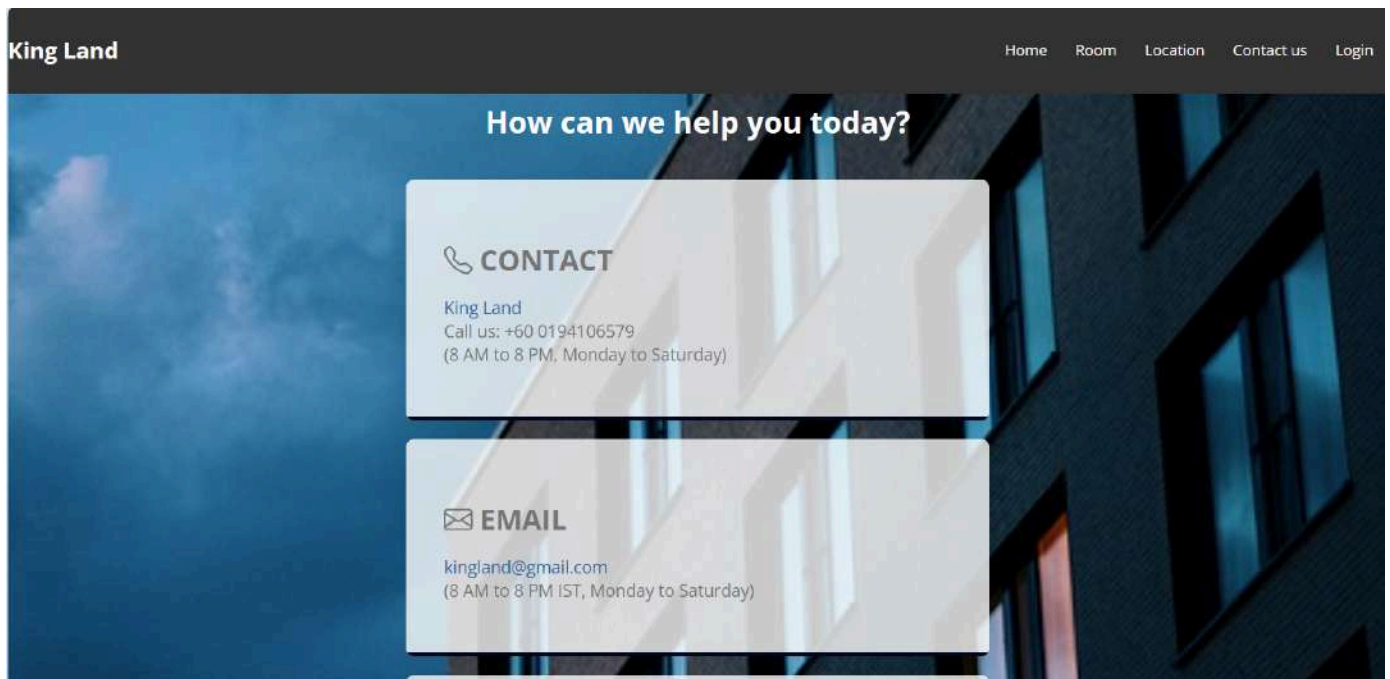 King Land
Home Room Location Contact us Login
How can we help you today?
CONTACT
King Land
Call us: +60 0194106579
(8 AM to 8 PM, Monday to Saturday)
EMAIL
kingland@gmail.com
(8 AM to 8 PM IST, Monday to Saturday)